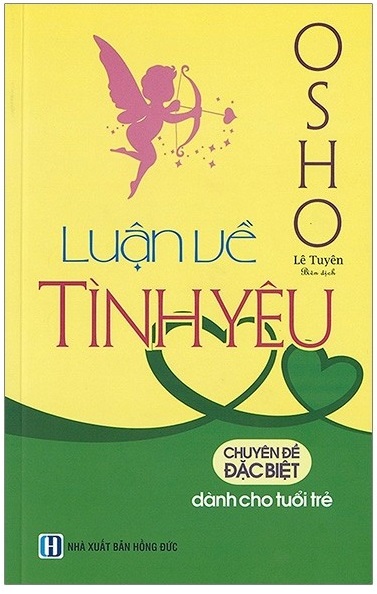 OSHO
Lê Tuyên
Biên dịch
Luận về
TÌNH YÊU
CHUYÊN ĐỀ
ĐẶC BIỆT
dành cho tuổi trẻ
H NHÀ XUẤT BẢN HỒNG ĐỨC